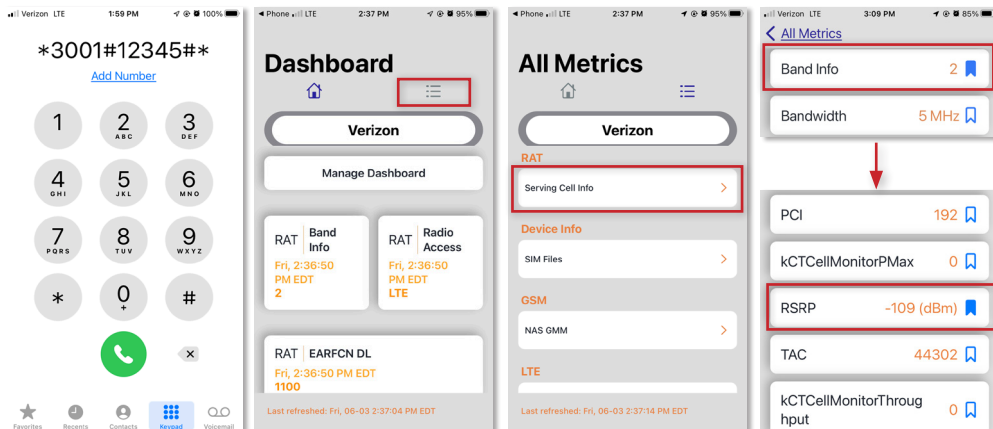 Verizon LTE 1:59 PM 100%
*3001#12345#*
Add Number
1
2
ABC
3
DEF
4
GHI
5
JKL
6
MNO
7
PQRS
8
TUV
9
WXYZ
*
0
+
#
Favorites Recents Contacts Keypad Voicemail
Phone LTE 2:37 PM 95%
Dashboard
Verizon
Manage Dashboard
RAT Band Info
Fri, 2:36:50
PM EDT
2
RAT Radio Access
Fri, 2:36:50
PM EDT
LTE
RAT EARFCN DL
Fri, 2:36:50 PM EDT
1100
Last refreshed: Fri, 06-03 2:37:04 PM EDT
Phone LTE 2:37 PM 95%
All Metrics
Verizon
RAT
Serving Cell Info
Device Info
SIM Files
GSM
NAS GMM
LTE
Last refreshed: Fri, 06-03 2:37:14 PM EDT
Verizon LTE 3:09 PM 85%
All Metrics
Band Info 2
Bandwidth 5 MHz
PCI 192
kCTCellMonitorPMax 0
RSRP -109 (dBm)
TAC 44302
kCTCellMonitorThroug
hput 0